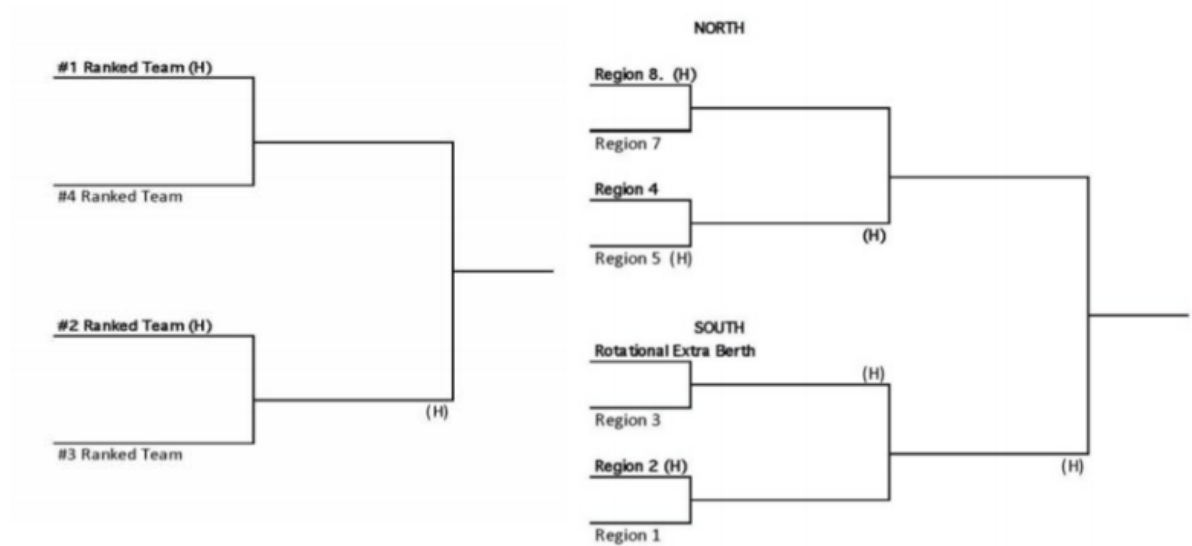 #1 Ranked Team (H)
#4 Ranked Team
#2 Ranked Team (H)
(H)
#3 Ranked Team
NORTH
Region 8. (H)
Region 7
Region 4
(H)
Region 5 (H)
SOUTH
Rotational Extra Berth
(H)
Region 3
Region 2 (H)
(H)
Region 1